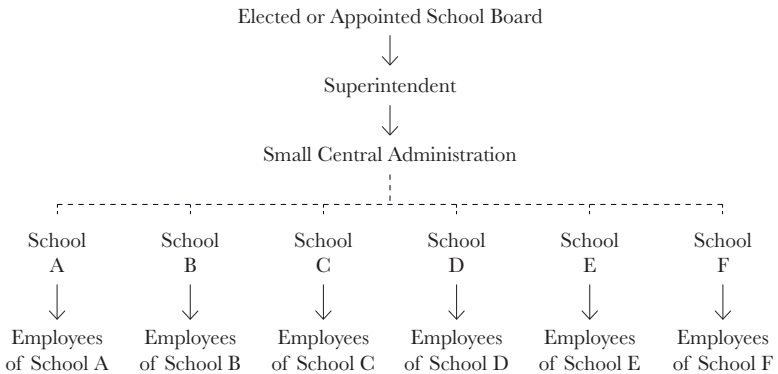 Elected or Appointed School Board
Superintendent
Small Central Administration
School
A
School
B
School
C
School
D
School
E
School
F
Employees
of School A
Employees
of School B
Employees
of School C
Employees
of School D
Employees
of School E
Employees
of School F